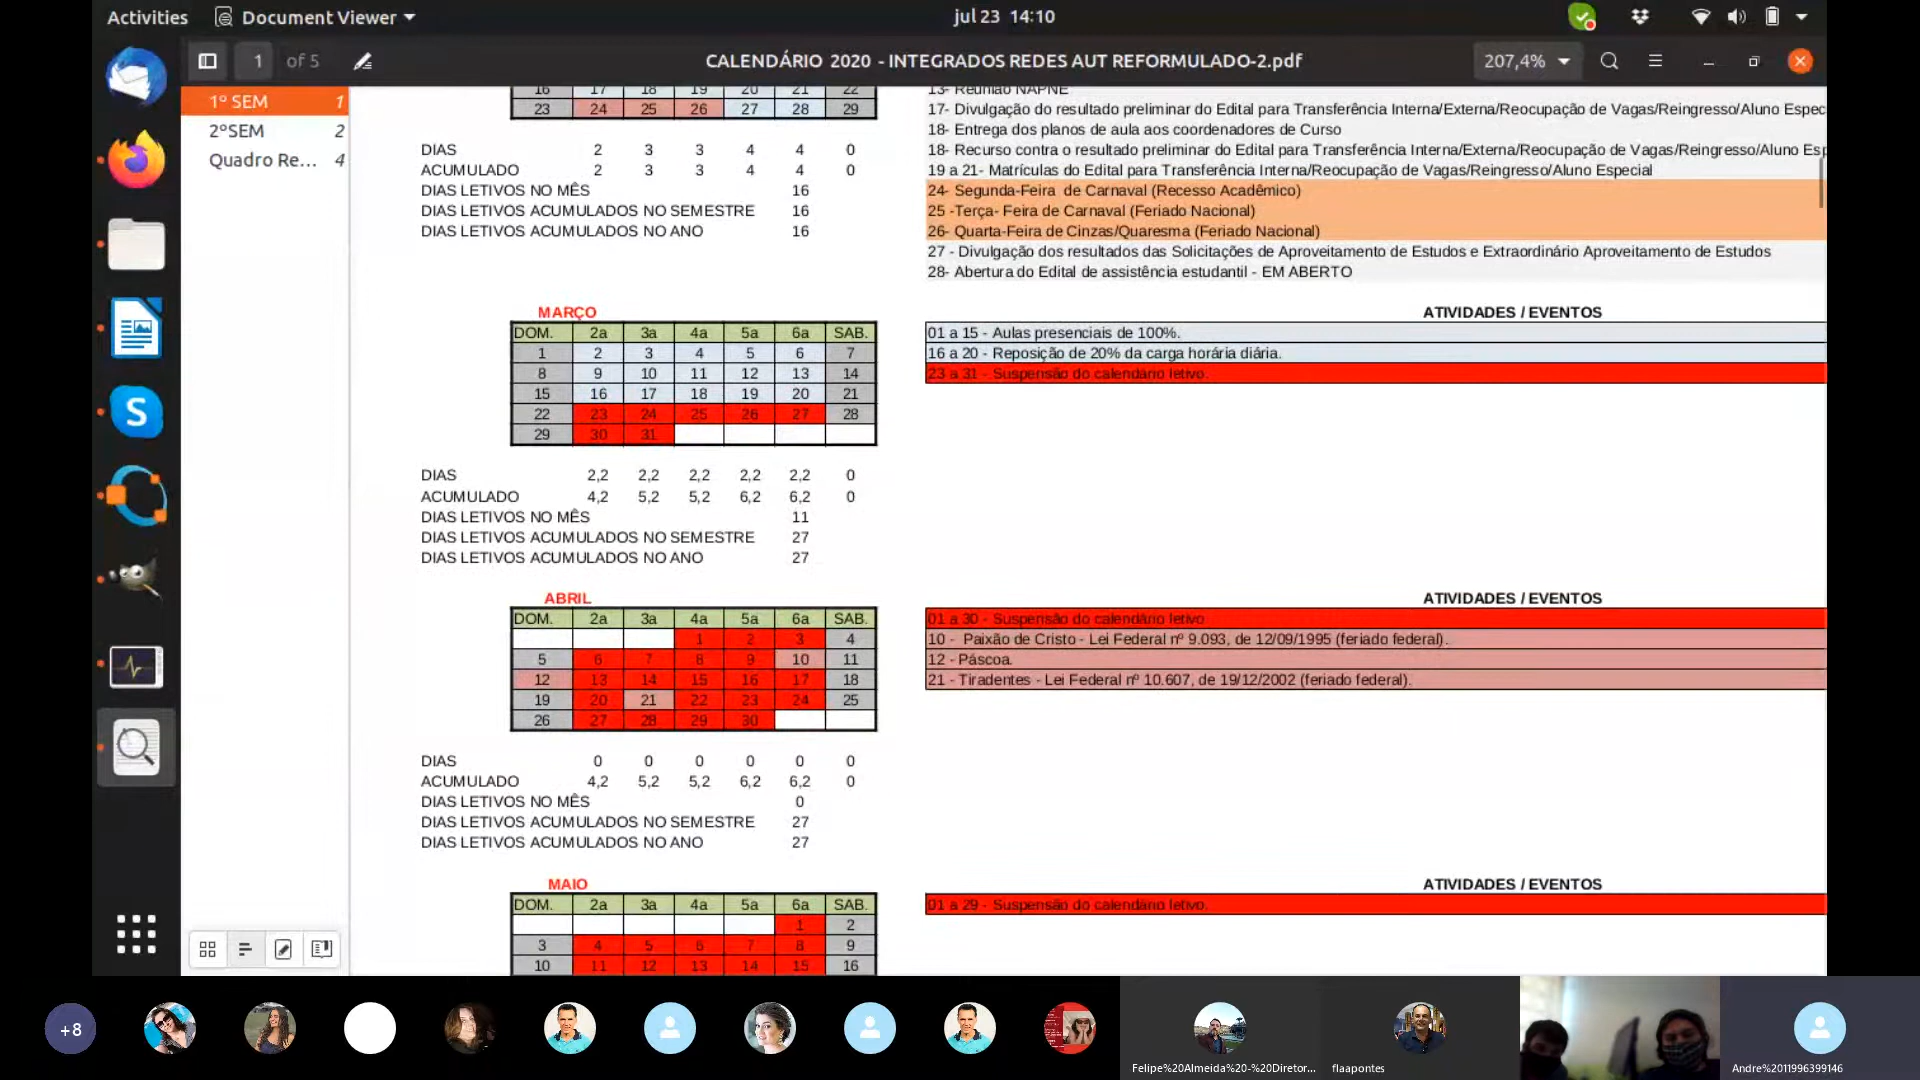 Activities Document Viewer jul 23 14:10
1 of 5 CALENDÁRIO 2020 - INTEGRADOS REDES AUT REFORMULADO-2.pdf 207,4%
1º SEM 1
2ºSEM 2
Quadro Re... 4
16 17 18 19 20 21 22
23 24 25 26 27 28 29
DIAS 2 3 3 4 4 0
ACUMULADO 2 3 3 4 4 0
DIAS LETIVOS NO MÊS 16
DIAS LETIVOS ACUMULADOS NO SEMESTRE 16
DIAS LETIVOS ACUMULADOS NO ANO 16
13- Reunião NAPNE
17- Divulgação do resultado preliminar do Edital para Transferência Interna/Externa/Reocupação de Vagas/Reingresso/Aluno Espec
18- Entrega dos planos de aula aos coordenadores de Curso
18- Recurso contra o resultado preliminar do Edital para Transferência Interna/Externa/Reocupação de Vagas/Reingresso/Aluno Esp
19 a 21- Matrículas do Edital para Transferência Interna/Reocupação de Vagas/Reingresso/Aluno Especial
24- Segunda-Feira de Carnaval (Recesso Acadêmico)
25 -Terça- Feira de Carnaval (Feriado Nacional)
26- Quarta-Feira de Cinzas/Quaresma (Feriado Nacional)
27 - Divulgação dos resultados das Solicitações de Aproveitamento de Estudos e Extraordinário Aproveitamento de Estudos
28- Abertura do Edital de assistência estudantil - EM ABERTO
MARÇO
DOM. 2a 3a 4a 5a 6a SAB.
1 2 3 4 5 6 7
8 9 10 11 12 13 14
15 16 17 18 19 20 21
22 23 24 25 26 27 28
29 30 31
ATIVIDADES / EVENTOS
01 a 15 - Aulas presenciais de 100%.
16 a 20 - Reposição de 20% da carga horária diária.
23 a 31 - Suspensão do calendário letivo.
DIAS 2,2 2,2 2,2 2,2 2,2 0
ACUMULADO 4,2 5,2 5,2 6,2 6,2 0
DIAS LETIVOS NO MÊS 11
DIAS LETIVOS ACUMULADOS NO SEMESTRE 27
DIAS LETIVOS ACUMULADOS NO ANO 27
ABRIL
DOM. 2a 3a 4a 5a 6a SAB.
1 2 3 4
5 6 7 8 9 10 11
12 13 14 15 16 17 18
19 20 21 22 23 24 25
26 27 28 29 30
ATIVIDADES / EVENTOS
01 a 30 - Suspensão do calendário letivo
10 - Paixão de Cristo - Lei Federal nº 9.093, de 12/09/1995 (feriado federal).
12 - Páscoa.
21 - Tiradentes - Lei Federal nº 10.607, de 19/12/2002 (feriado federal).
DIAS 0 0 0 0 0 0
ACUMULADO 4,2 5,2 5,2 6,2 6,2 0
DIAS LETIVOS NO MÊS 0
DIAS LETIVOS ACUMULADOS NO SEMESTRE 27
DIAS LETIVOS ACUMULADOS NO ANO 27
MAIO
DOM. 2a 3a 4a 5a 6a SAB.
1 2
3 4 5 6 7 8 9
10 11 12 13 14 15 16
ATIVIDADES / EVENTOS
01 a 29 - Suspensão do calendário letivo.
+8
Felipe%20Almeida%20-%20Diretor...
flaapontes
Andre%2011996399146